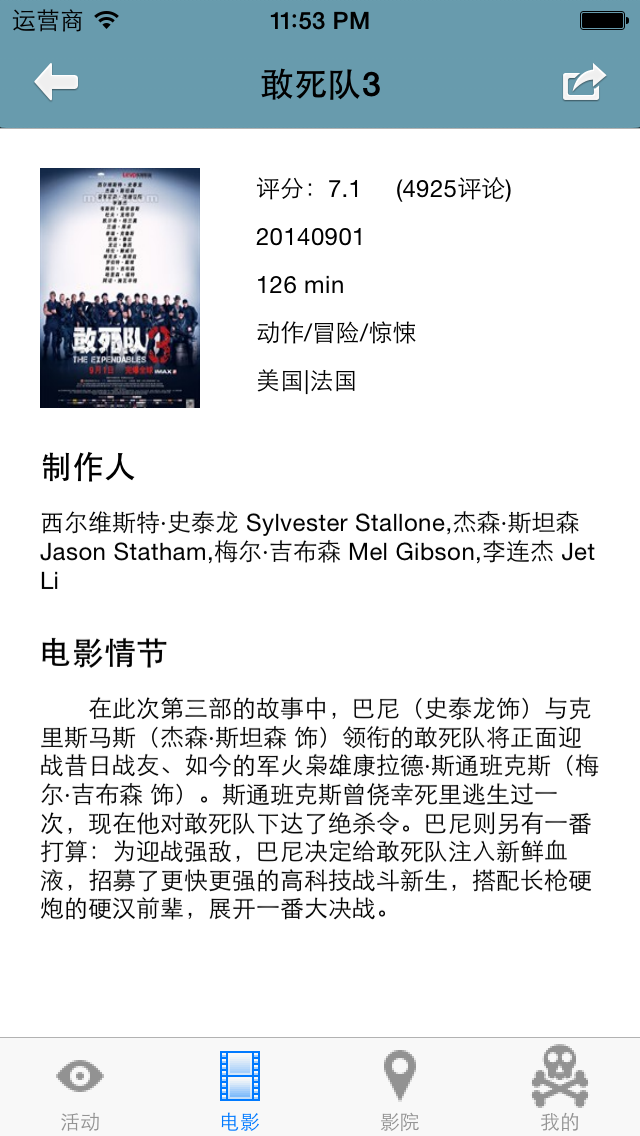 运营商 11:53 PM
敢死队3
敢死队3
THE EXPENDABLES
9月1日
IMAX
评分：7.1 (4925评论)
20140901
126 min
动作/冒险/惊悚
美国|法国
制作人
西尔维斯特·史泰龙 Sylvester Stallone,杰森·斯坦森
Jason Statham,梅尔·吉布森 Mel Gibson,李连杰 Jet
Li
电影情节
在此次第三部的故事中，巴尼（史泰龙饰）与克
里斯马斯（杰森·斯坦森 饰）领衔的敢死队将正面迎
战昔日战友、如今的军火枭雄康拉德·斯通班克斯（梅
尔·吉布森 饰）。斯通班克斯曾侥幸死里逃生过一
次，现在他对敢死队下达了绝杀令。巴尼则另有一番
打算：为迎战强敌，巴尼决定给敢死队注入新鲜血
液，招募了更快更强的高科技战斗新生，搭配长枪硬
炮的硬汉前辈，展开一番大决战。
活动 电影 影院 我的